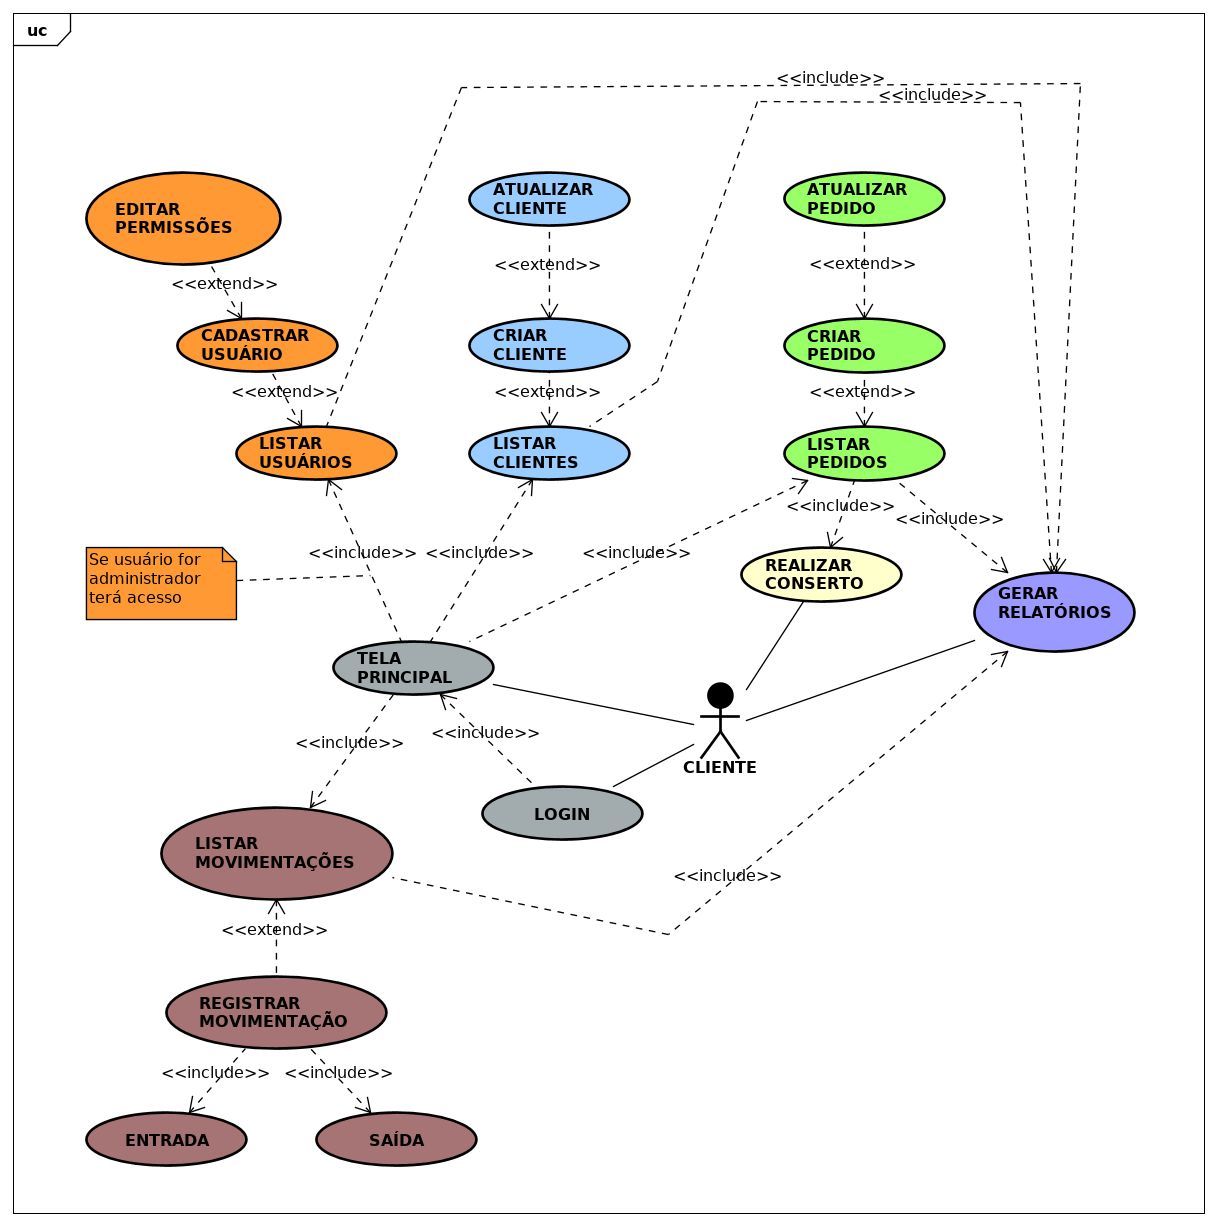 uc
<<include>>
<<include>>
EDITAR
PERMISSÕES
ATUALIZAR
CLIENTE
ATUALIZAR
PEDIDO
<<extend>>
<<extend>>
<<extend>>
CADASTRAR
USUÁRIO
CRIAR
CLIENTE
CRIAR
PEDIDO
<<extend>>
<<extend>>
<<extend>>
LISTAR
USUÁRIOS
LISTAR
CLIENTES
LISTAR
PEDIDOS
<<include>>
<<include>>
Se usuário for
administrador
terá acesso
<<include>>
<<include>>
<<include>>
REALIZAR
CONSERTO
GERAR
RELATÓRIOS
TELA
PRINCIPAL
<<include>>
<<include>>
CLIENTE
LOGIN
LISTAR
MOVIMENTAÇÕES
<<include>>
<<extend>>
REGISTRAR
MOVIMENTAÇÃO
<<include>>
<<include>>
ENTRADA
SAÍDA